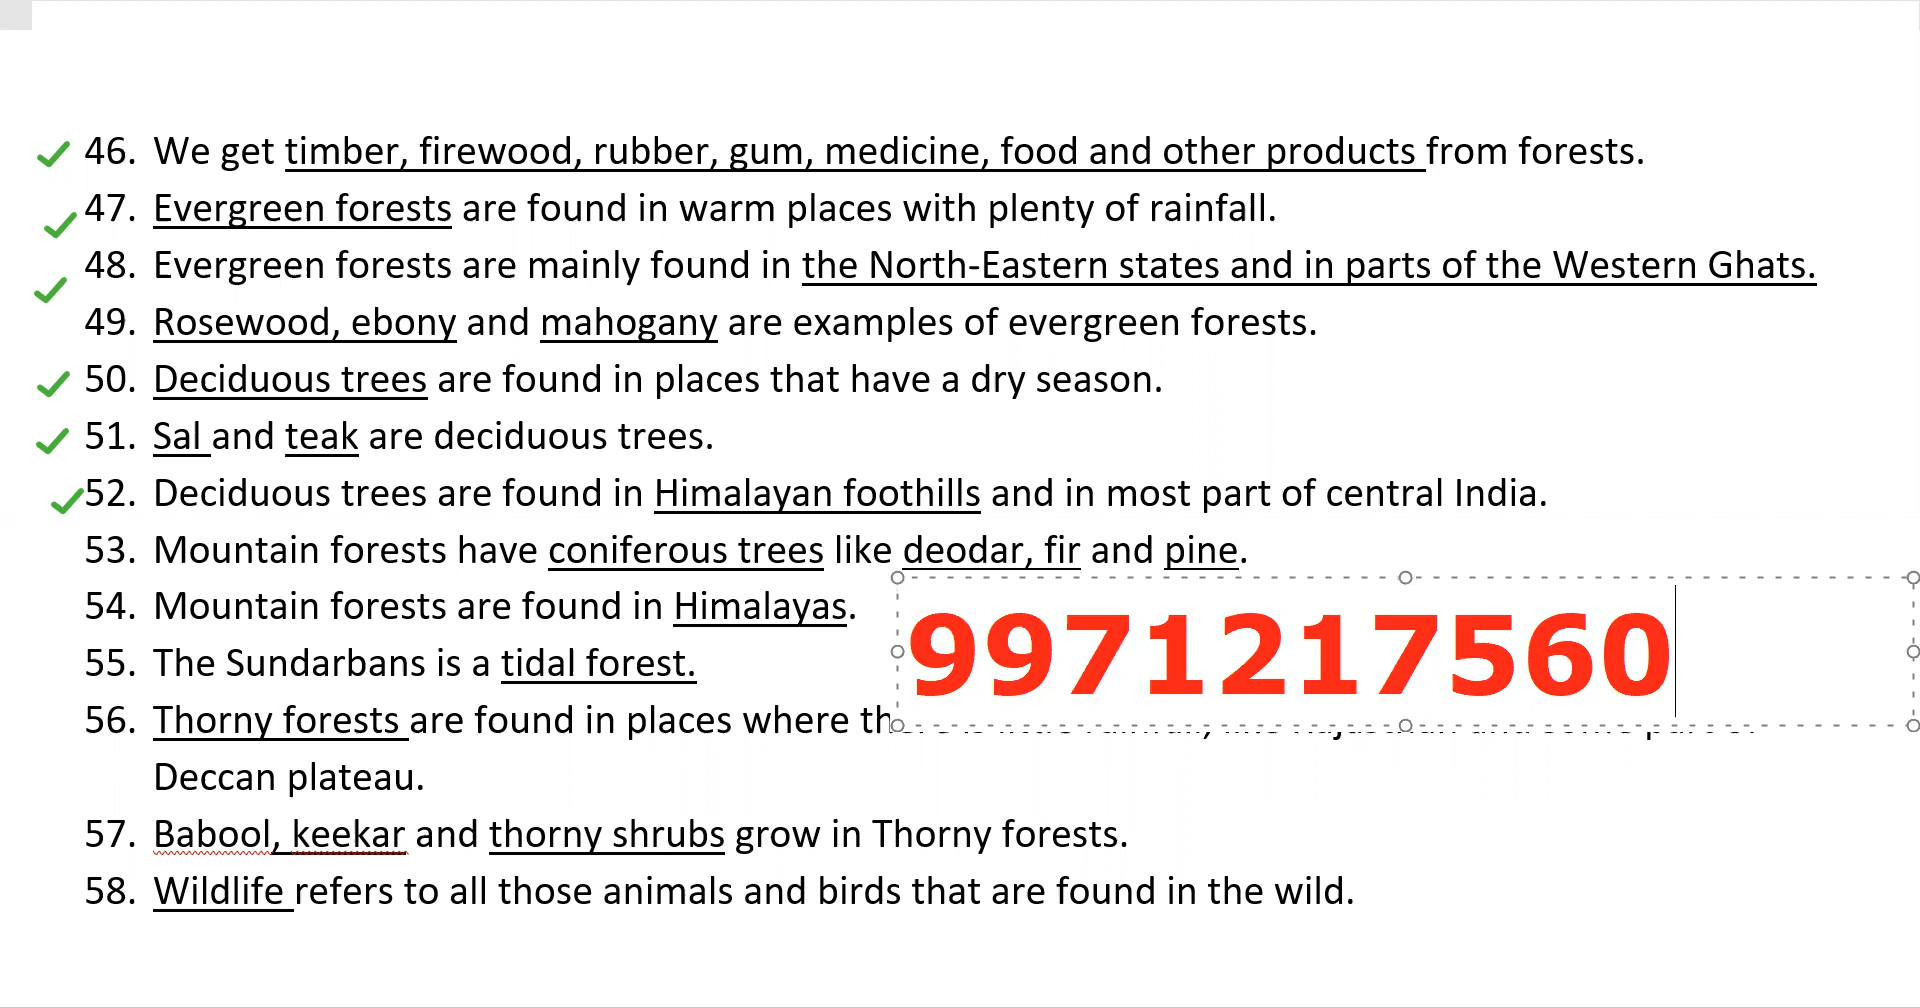 46. We get timber, firewood, rubber, gum, medicine, food and other products from forests.
47. Evergreen forests are found in warm places with plenty of rainfall.
48. Evergreen forests are mainly found in the North-Eastern states and in parts of the Western Ghats.
49. Rosewood, ebony and mahogany are examples of evergreen forests.
50. Deciduous trees are found in places that have a dry season.
51. Sal and teak are deciduous trees.
52. Deciduous trees are found in Himalayan foothills and in most part of central India.
53. Mountain forests have coniferous trees like deodar, fir and pine.
54. Mountain forests are found in Himalayas.
9971217560
55. The Sundarbans is a tidal forest.
56. Thorny forests are found in places where
Deccan plateau.
57. Babool, keekar and thorny shrubs grow in Thorny forests.
58. Wildlife refers to all those animals and birds that are found in the wild.